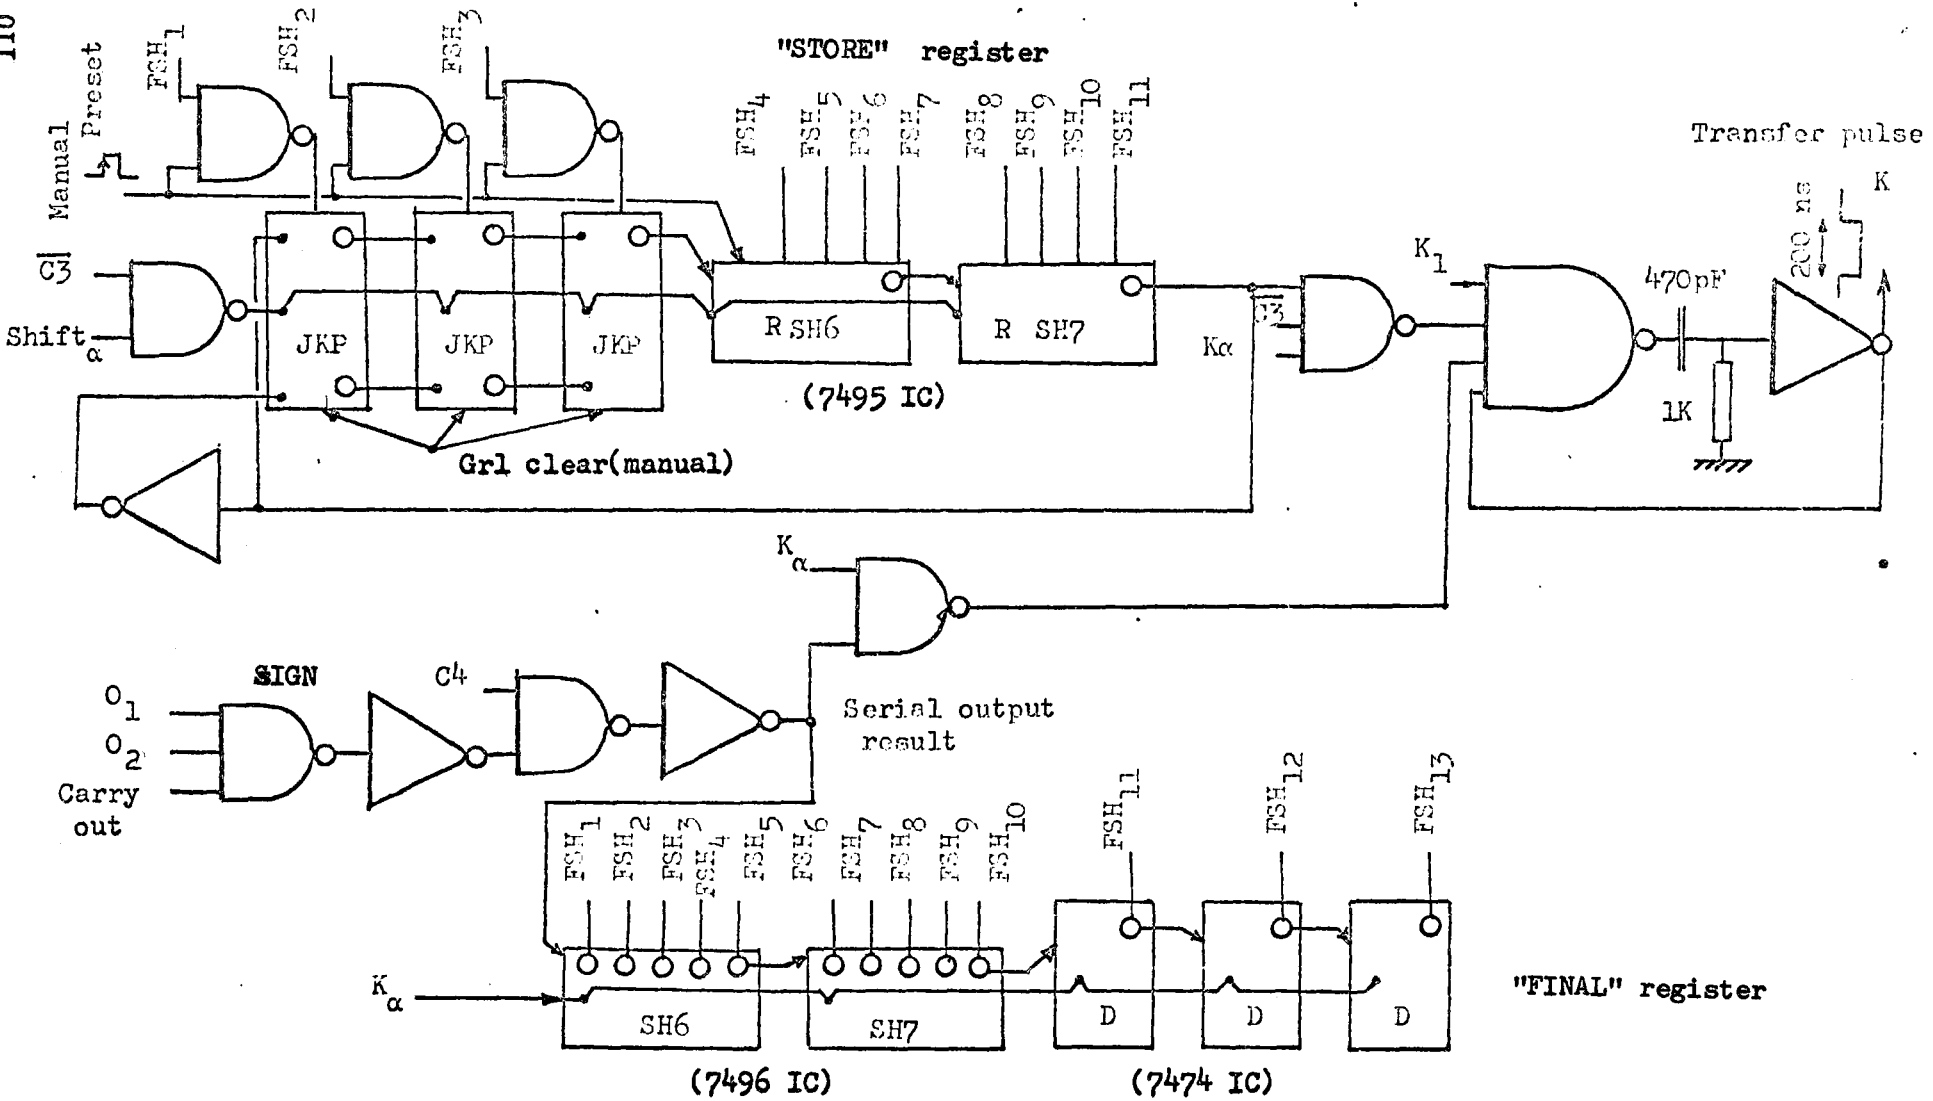 110
Manual
Preset
FSH1
FSH2
FSH3
"STORE" register
FSH4
FSH5
FSH6
FSH7
FSH8
FSH9
FSH10
FSH11
Transfer pulse
K
200 ns
C3
Shiftα
JKP
JKP
JKP
R SH6
R SH7
(7495 IC)
C3
Kα
K1
470pF
1K
Grl clear(manual)
Kα
SIGN
O1
O2
Carry
out
C4
Serial output
result
FSH1
FSH2
FSH3
FSH4
FSH5
FSH6
FSH7
FSH8
FSH9
FSH10
FSH11
FSH12
FSH13
Kα
SH6
SH7
D
D
D
"FINAL" register
(7496 IC)
(7474 IC)